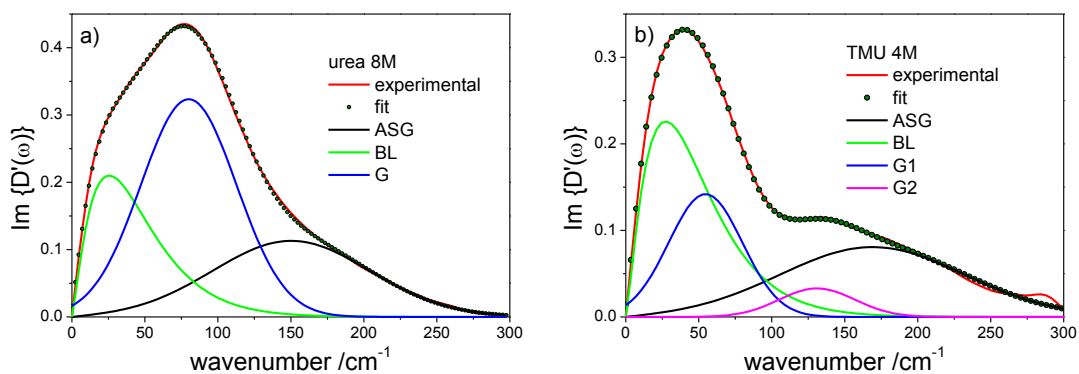 a)
urea 8M
experimental
fit
ASG
BL
G
Im {D'(ω)}
0.4
0.3
0.2
0.1
0.0
0 50 100 150 200 250 300
wavenumber /cm⁻¹
b)
TMU 4M
experimental
fit
ASG
BL
G1
G2
Im {D'(ω)}
0.3
0.2
0.1
0.0
0 50 100 150 200 250 300
wavenumber /cm⁻¹